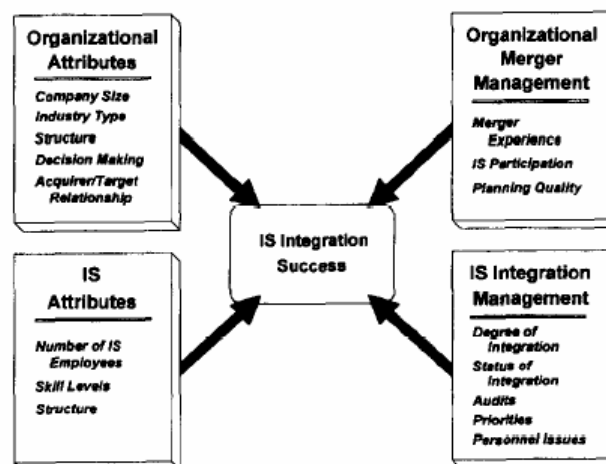 Organizational
Attributes
Company Size
Industry Type
Structure
Decision Making
Acquirer/Target
Relationship
Organizational
Merger
Management
Merger
Experience
IS Participation
Planning Quality
IS Integration
Success
IS
Attributes
Number of IS
Employees
Skill Levels
Structure
IS Integration
Management
Degree of
Integration
Status of
Integration
Audits
Priorities
Personnel Issues